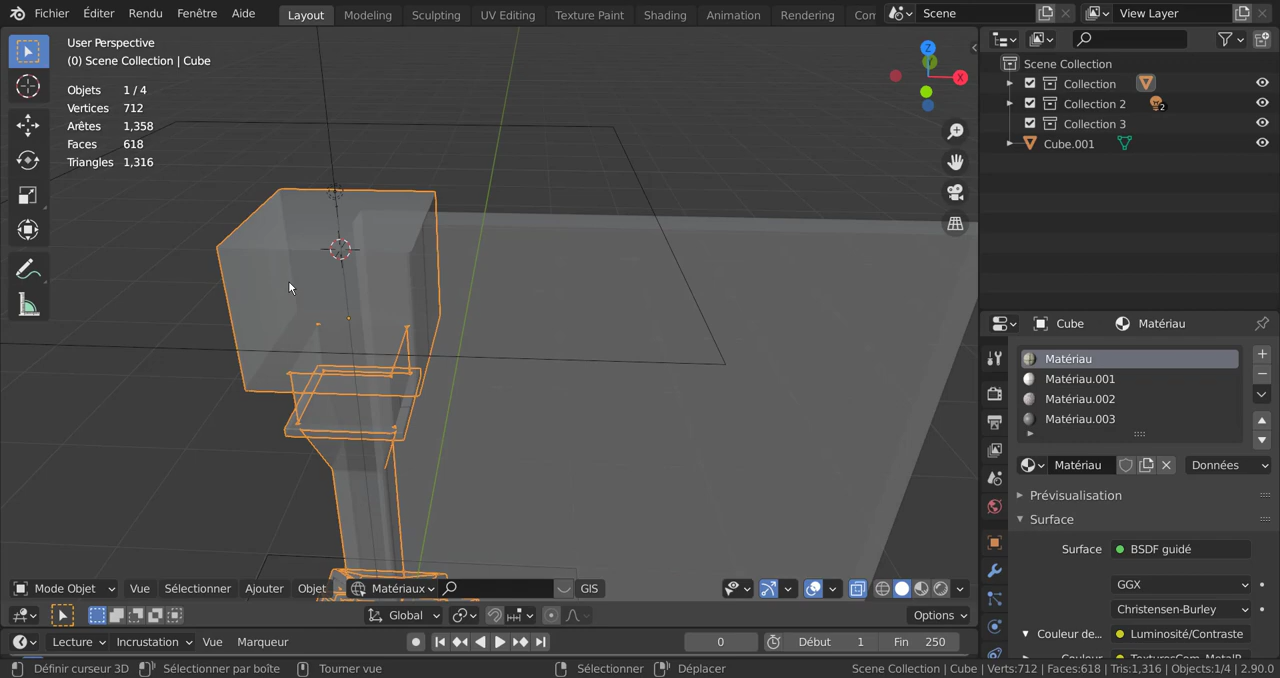 Fichier Éditer Rendu Fenêtre Aide Layout Modeling Sculpting UV Editing Texture Paint Shading Animation Rendering Com Scene View Layer
User Perspective
(0) Scene Collection | Cube
Objets 1 / 4
Vertices 712
Arêtes 1,358
Faces 618
Triangles 1,316
Z
X
Scene Collection
Collection
Collection 2 2
Collection 3
Cube.001
Cube Matériau
Matériau
Matériau.001
Matériau.002
Matériau.003
Matériau Données
Prévisualisation
Surface
Surface BSDF guidé
GGX
Christensen-Burley
Couleur de... Luminosité/Contraste
Mode Objet Vue Sélectionner Ajouter Objet Matériaux GIS
Global Options
Lecture Incrustation Vue Marqueur 0 Début 1 Fin 250
Définir curseur 3D Sélectionner par boîte Tourner vue Sélectionner Déplacer Scene Collection | Cube | Verts:712 | Faces:618 | Tris:1,316 | Objects:1/4 | 2.90.0